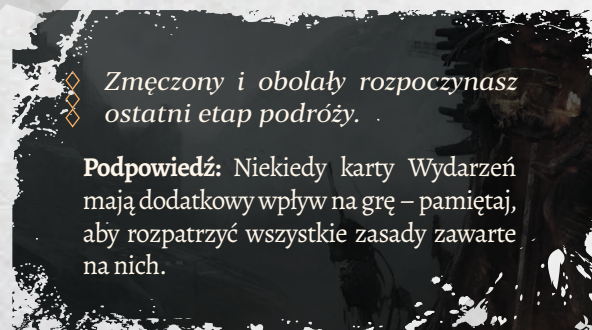 Zmęczony i obolały rozpoczynasz
ostatni etap podróży.
Podpowiedź: Niekiedy karty Wydarzeń
mają dodatkowy wpływ na grę – pamiętaj,
aby rozpatrzyć wszystkie zasady zawarte
na nich.